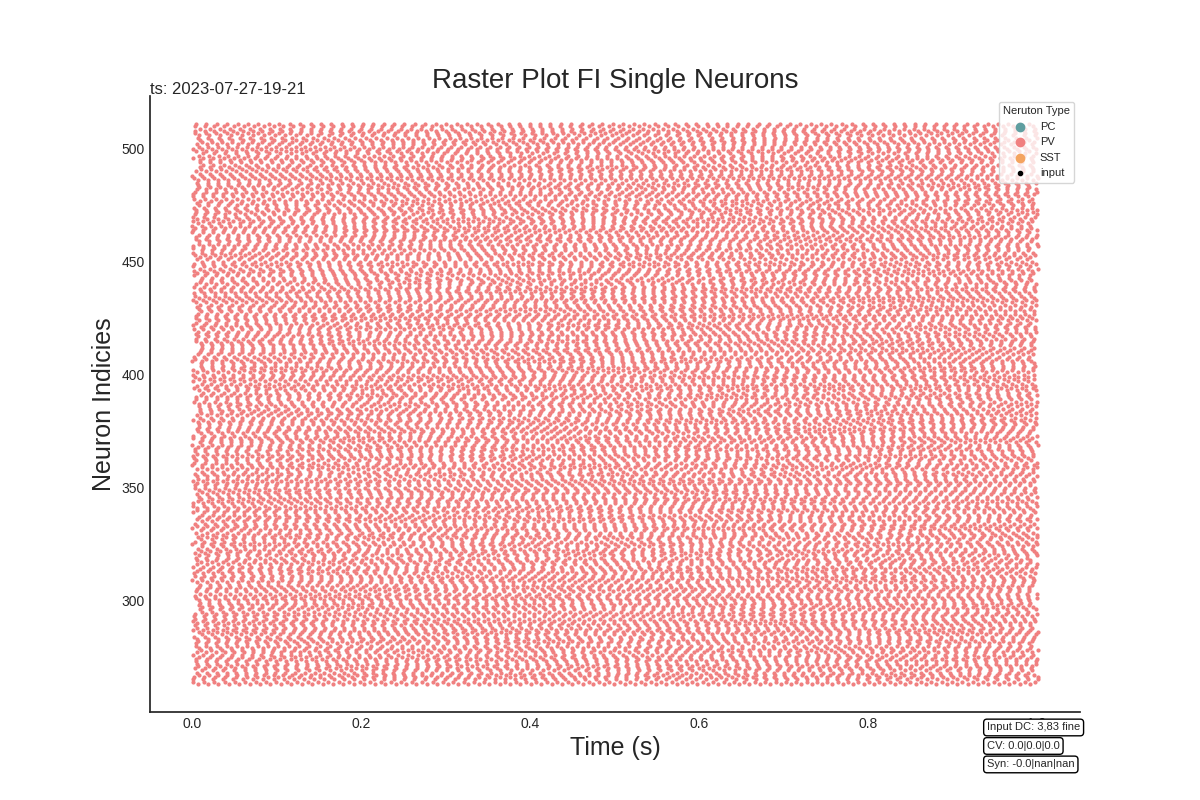 Raster Plot FI Single Neurons
ts: 2023-07-27-19-21
Neruton Type
PC
PV
SST
input
500
450
400
350
300
Neuron Indicies
0.0 0.2 0.4 0.6 0.8
Time (s)
Input DC: 3,83 fine
CV: 0.0|0.0|0.0
Syn: -0.0|nan|nan